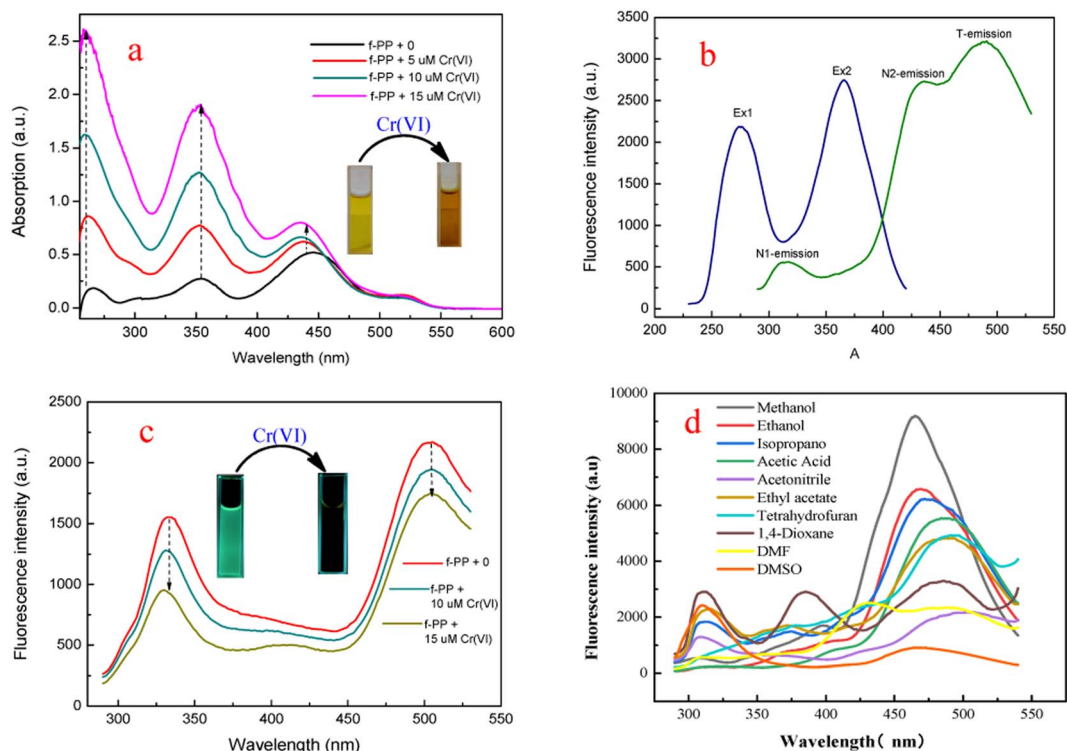 a
f-PP + 0
f-PP + 5 uM Cr(VI)
f-PP + 10 uM Cr(VI)
f-PP + 15 uM Cr(VI)
Cr(VI)
Absorption (a.u.)
2.5
2.0
1.5
1.0
0.5
0.0
300
350
400
450
500
550
600
Wavelength (nm)
b
Ex1
Ex2
N1-emission
N2-emission
T-emission
Fluorescence intensity (a.u.)
3500
3000
2500
2000
1500
1000
500
0
200
250
300
350
400
450
500
550
A
c
Cr(VI)
f-PP + 0
f-PP +
10 uM Cr(VI)
f-PP +
15 uM Cr(VI)
Fluorescence intensity (a.u.)
2500
2000
1500
1000
500
0
300
350
400
450
500
550
Wavelength (nm)
d
Methanol
Ethanol
Isopropano
Acetic Acid
Acetonitrile
Ethyl acetate
Tetrahydrofuran
1,4-Dioxane
DMF
DMSO
Fluorescence intensity (a.u)
10000
8000
6000
4000
2000
0
300
350
400
450
500
550
Wavelength( nm)